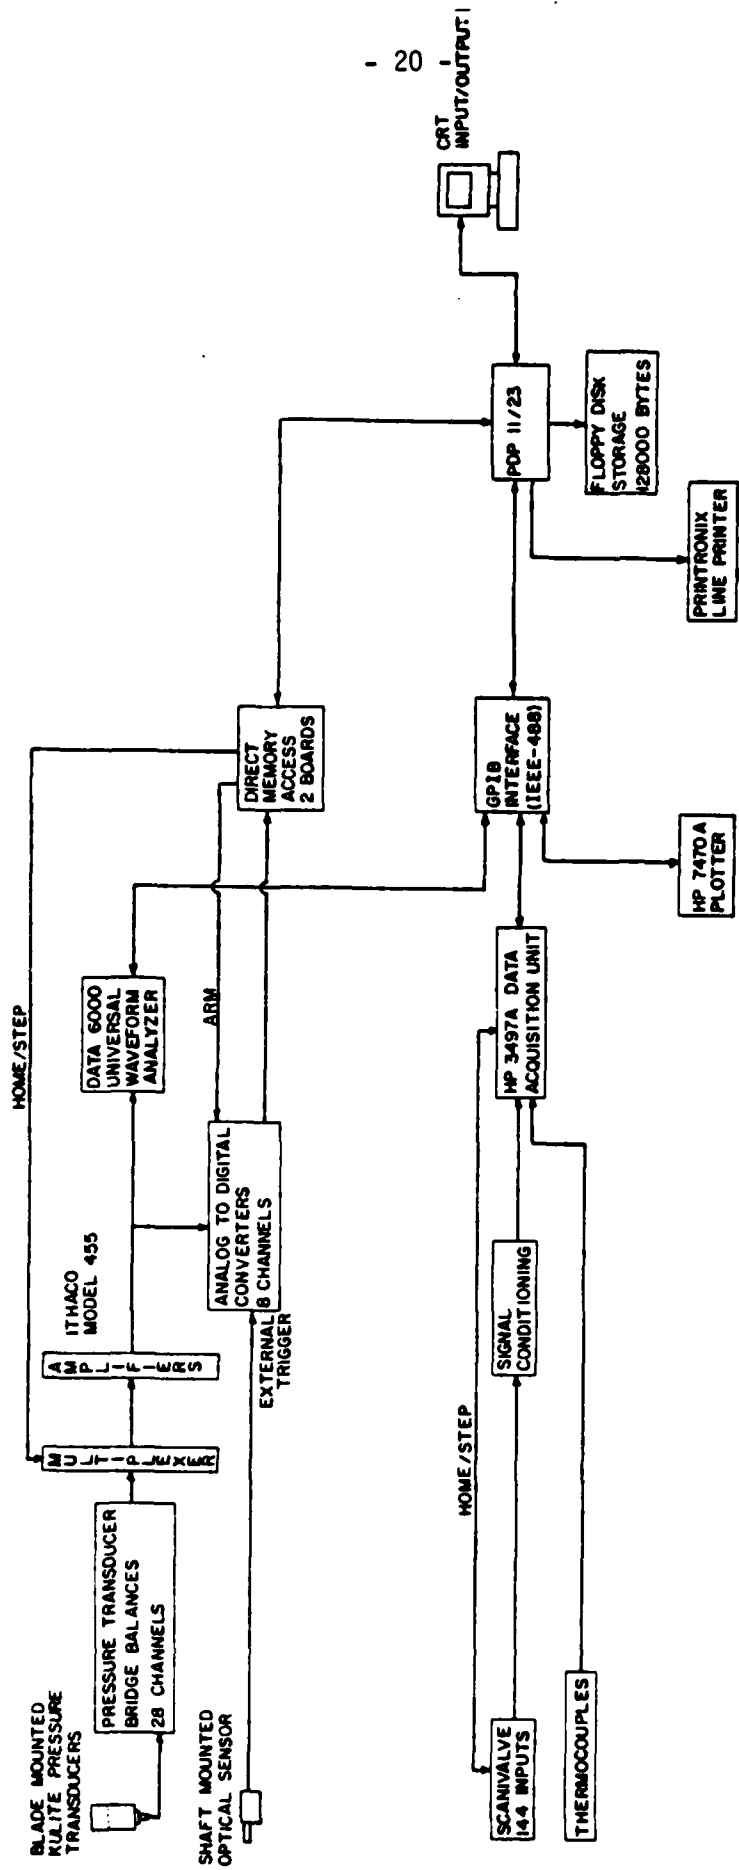 - 20 -
BLADE MOUNTED
KULITE PRESSURE
TRANSDUCERS
PRESSURE TRANSDUCER
BRIDGE BALANCES
28 CHANNELS
MULTIPLEXER
AMPLIFIERS
ITHACO
MODEL 455
HOME/STEP
DATA 6000
UNIVERSAL
WAVEFORM
ANALYZER
ARM
ANALOG TO DIGITAL
CONVERTERS
8 CHANNELS
EXTERNAL
TRIGGER
SHAFT MOUNTED
OPTICAL SENSOR
DIRECT
MEMORY
ACCESS
2 BOARDS
HOME/STEP
SCANIVALVE
144 INPUTS
SIGNAL
CONDITIONING
THERMOCOUPLES
HP 3497A DATA
ACQUISITION UNIT
GPIB
INTERFACE
(IEEE-488)
HP 7470A
PLOTTER
PDP 11/23
FLOPPY DISK
STORAGE
128000 BYTES
PRINTRONIX
LINE PRINTER
CRT
INPUT/OUTPUT